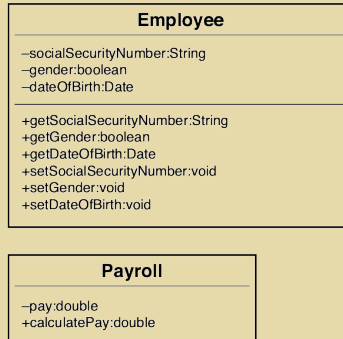 Employee
–socialSecurityNumber:String
–gender:boolean
–dateOfBirth:Date
+getSocialSecurityNumber:String
+getGender:boolean
+getDateOfBirth:Date
+setSocialSecurityNumber:void
+setGender:void
+setDateOfBirth:void
Payroll
–pay:double
+calculatePay:double